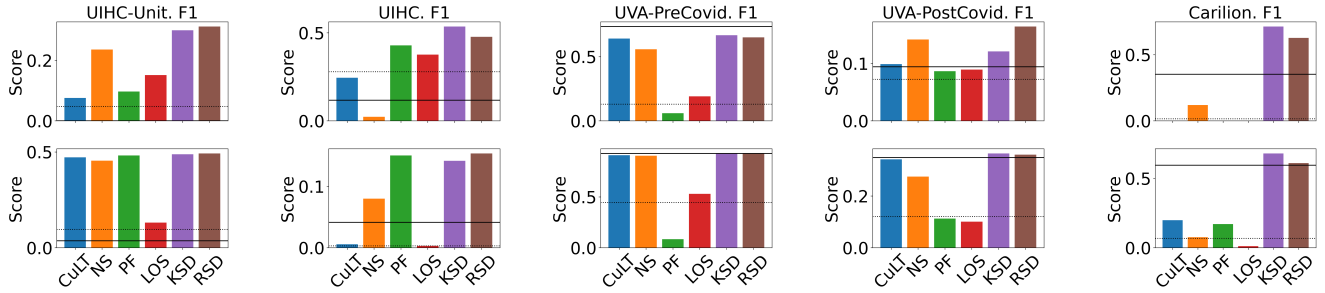 UIHC-Unit. F1
UIHC. F1
UVA-PreCovid. F1
UVA-PostCovid. F1
Carilion. F1
Score
0.2
0.0
Score
0.5
0.0
Score
0.5
0.0
Score
0.1
0.0
Score
0.5
0.0
Score
0.5
0.0
CuLT NS PF LOS KSD RSD
Score
0.1
0.0
CuLT NS PF LOS KSD RSD
Score
0.5
0.0
CuLT NS PF LOS KSD RSD
Score
0.2
0.0
CuLT NS PF LOS KSD RSD
Score
0.5
0.0
CuLT NS PF LOS KSD RSD